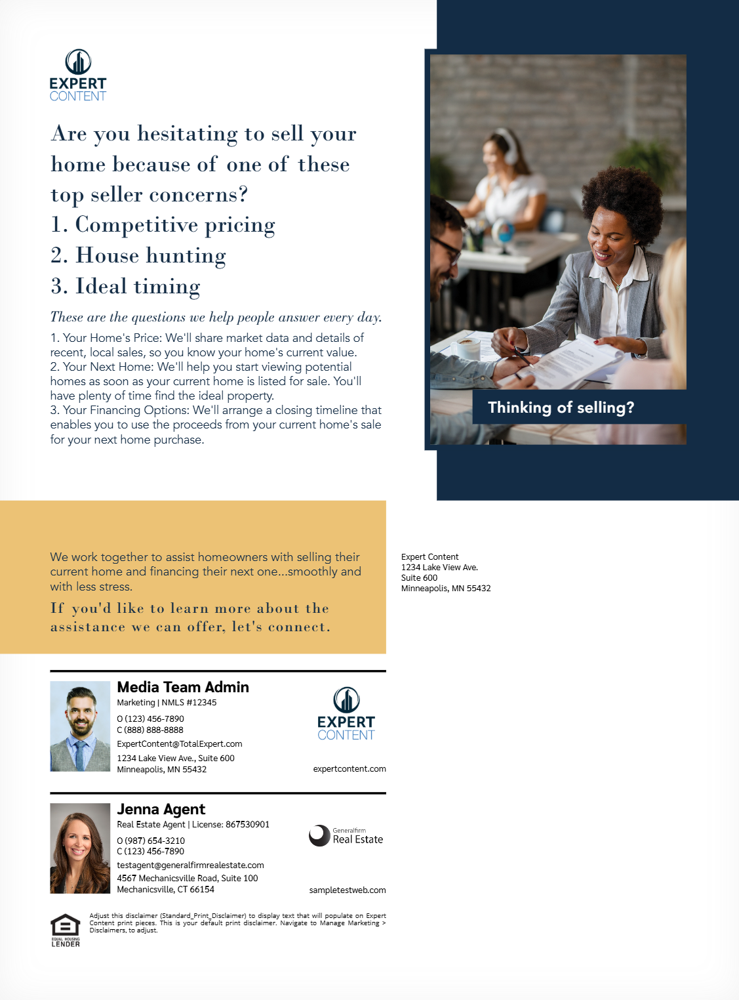 EXPERT
CONTENT
Are you hesitating to sell your
home because of one of these
top seller concerns?
1. Competitive pricing
2. House hunting
3. Ideal timing
These are the questions we help people answer every day.
1. Your Home's Price: We'll share market data and details of
recent, local sales, so you know your home's current value.
2. Your Next Home: We'll help you start viewing potential
homes as soon as your current home is listed for sale. You'll
have plenty of time find the ideal property.
3. Your Financing Options: We'll arrange a closing timeline that
enables you to use the proceeds from your current home's sale
for your next home purchase.
Thinking of selling?
We work together to assist homeowners with selling their
current home and financing their next one...smoothly and
with less stress.
If you'd like to learn more about the
assistance we can offer, let's connect.
Expert Content
1234 Lake View Ave.
Suite 600
Minneapolis, MN 55432
Media Team Admin
Marketing | NMLS #12345
O (123) 456-7890
C (888) 888-8888
ExpertContent@TotalExpert.com
1234 Lake View Ave., Suite 600
Minneapolis, MN 55432
EXPERT
CONTENT
expertcontent.com
Jenna Agent
Real Estate Agent | License: 867530901
O (987) 654-3210
C (123) 456-7890
testagent@generalfirmrealestate.com
4567 Mechanicsville Road, Suite 100
Mechanicsville, CT 66154
Generalfirm
Real Estate
sampletestweb.com
EQUAL HOUSING
LENDER
Adjust this disclaimer (Standard_Print_Disclaimer) to display text that will populate on Expert
Content print pieces. This is your default print disclaimer. Navigate to Manage Marketing >
Disclaimers, to adjust.